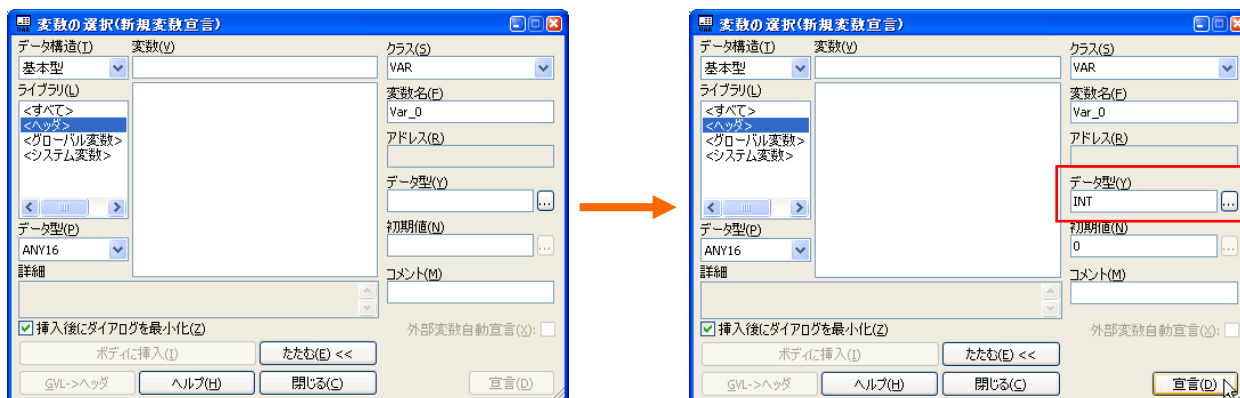 変数の選択(新規変数宣言)
データ構造(T) 変数(V) クラス(S)
基本型 VAR
ライブラリ(L) 変数名(F)
<すべて> Var_0
<ヘッダ>
<グローバル変数> アドレス(R)
<システム変数>
データ型(Y)
...
データ型(P) 初期値(N)
ANY16 ...
詳細 コメント(M)
挿入後にダイアログを最小化(Z) 外部変数自動宣言(X):
ボディに挿入(I) たたむ(E) <<
GVL->ヘッダ ヘルプ(H) 閉じる(C) 宣言(D)
変数の選択(新規変数宣言)
データ構造(T) 変数(V) クラス(S)
基本型 VAR
ライブラリ(L) 変数名(F)
<すべて> Var_0
<ヘッダ>
<グローバル変数> アドレス(R)
<システム変数>
データ型(Y)
INT ...
データ型(P) 初期値(N)
ANY16 0 ...
詳細 コメント(M)
挿入後にダイアログを最小化(Z) 外部変数自動宣言(X):
ボディに挿入(I) たたむ(E) <<
GVL->ヘッダ ヘルプ(H) 閉じる(C) 宣言(D)